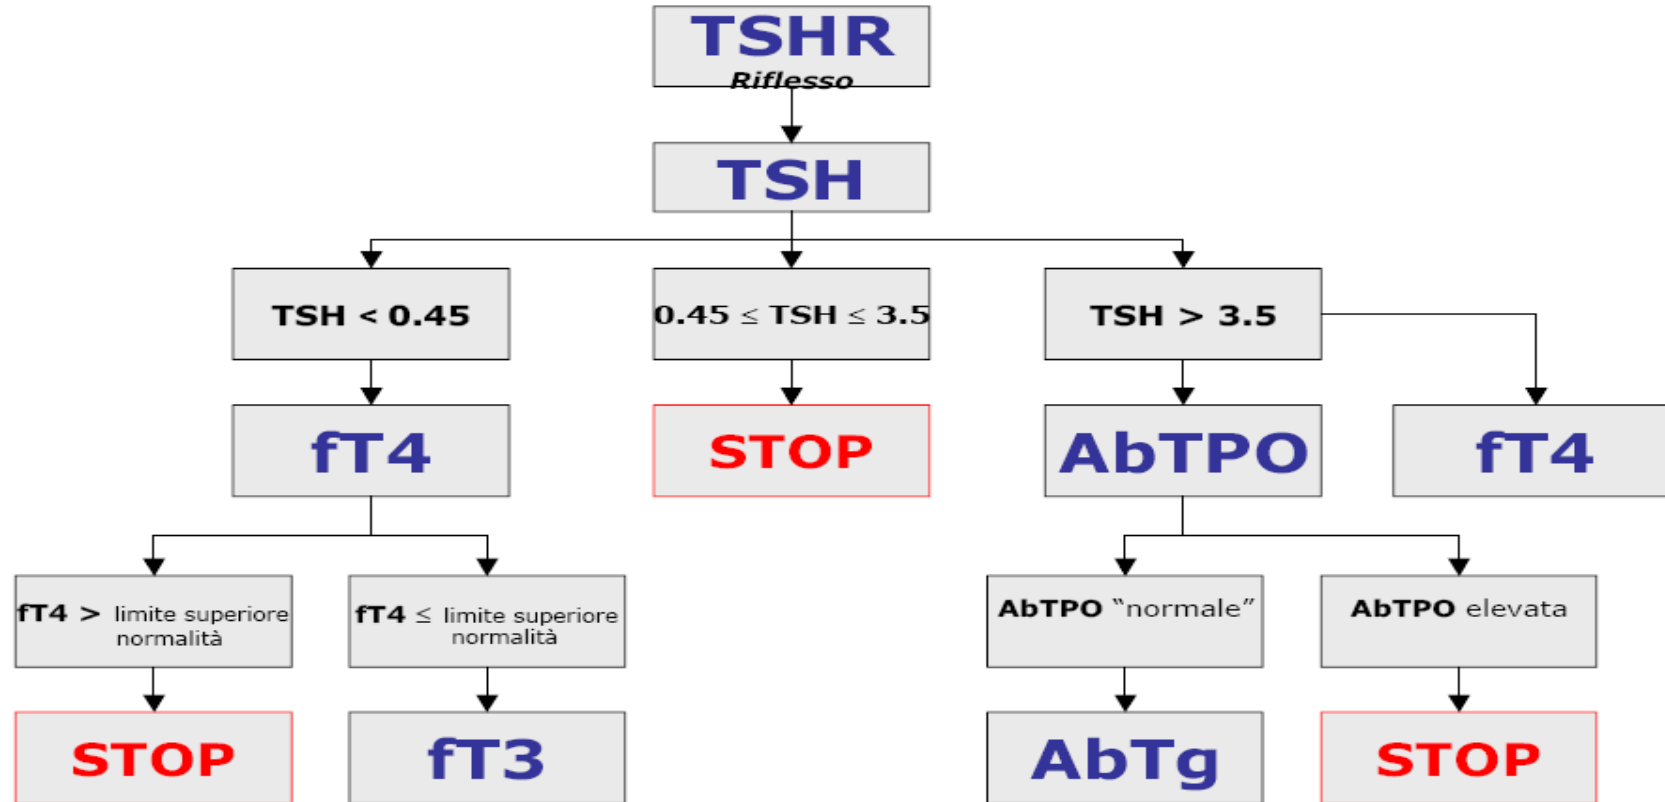 TSHR
Riflesso
TSH
TSH < 0.45
0.45 ≤ TSH ≤ 3.5
TSH > 3.5
fT4
STOP
AbTPO
fT4
fT4 > limite superiore
normalità
fT4 ≤ limite superiore
normalità
AbTPO “normale”
AbTPO elevata
STOP
fT3
AbTg
STOP